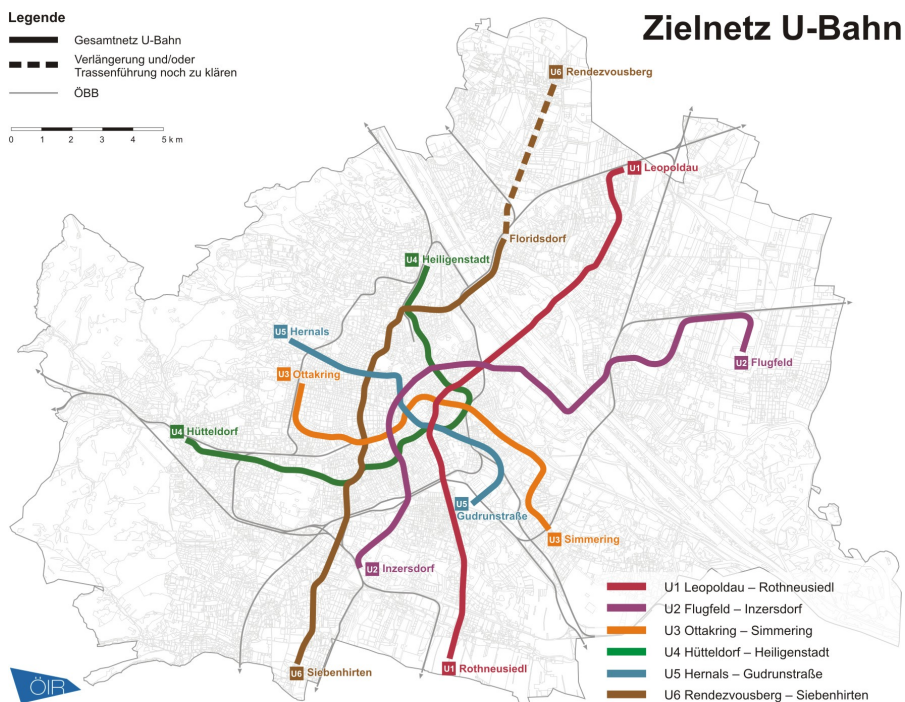 Zielnetz U-Bahn
Legende
Gesamtnetz U-Bahn
Verlängerung und/oder
Trassenführung noch zu klären
ÖBB
0 1 2 3 4 5 k m
U6 Rendezvousberg
U1 Leopoldau
Floridsdorf
U4 Heiligenstadt
U5 Hernals
U2 Flugfeld
U3 Ottakring
U4 Hütteldorf
U5
Gudrunstraße
U3 Simmering
U2 Inzersdorf
U6 Siebenhirten
U1 Rothneusiedl
U1 Leopoldau – Rothneusiedl
U2 Flugfeld – Inzersdorf
U3 Ottakring – Simmering
U4 Hütteldorf – Heiligenstadt
U5 Hernals – Gudrunstraße
U6 Rendezvousberg – Siebenhirten
ÖIR